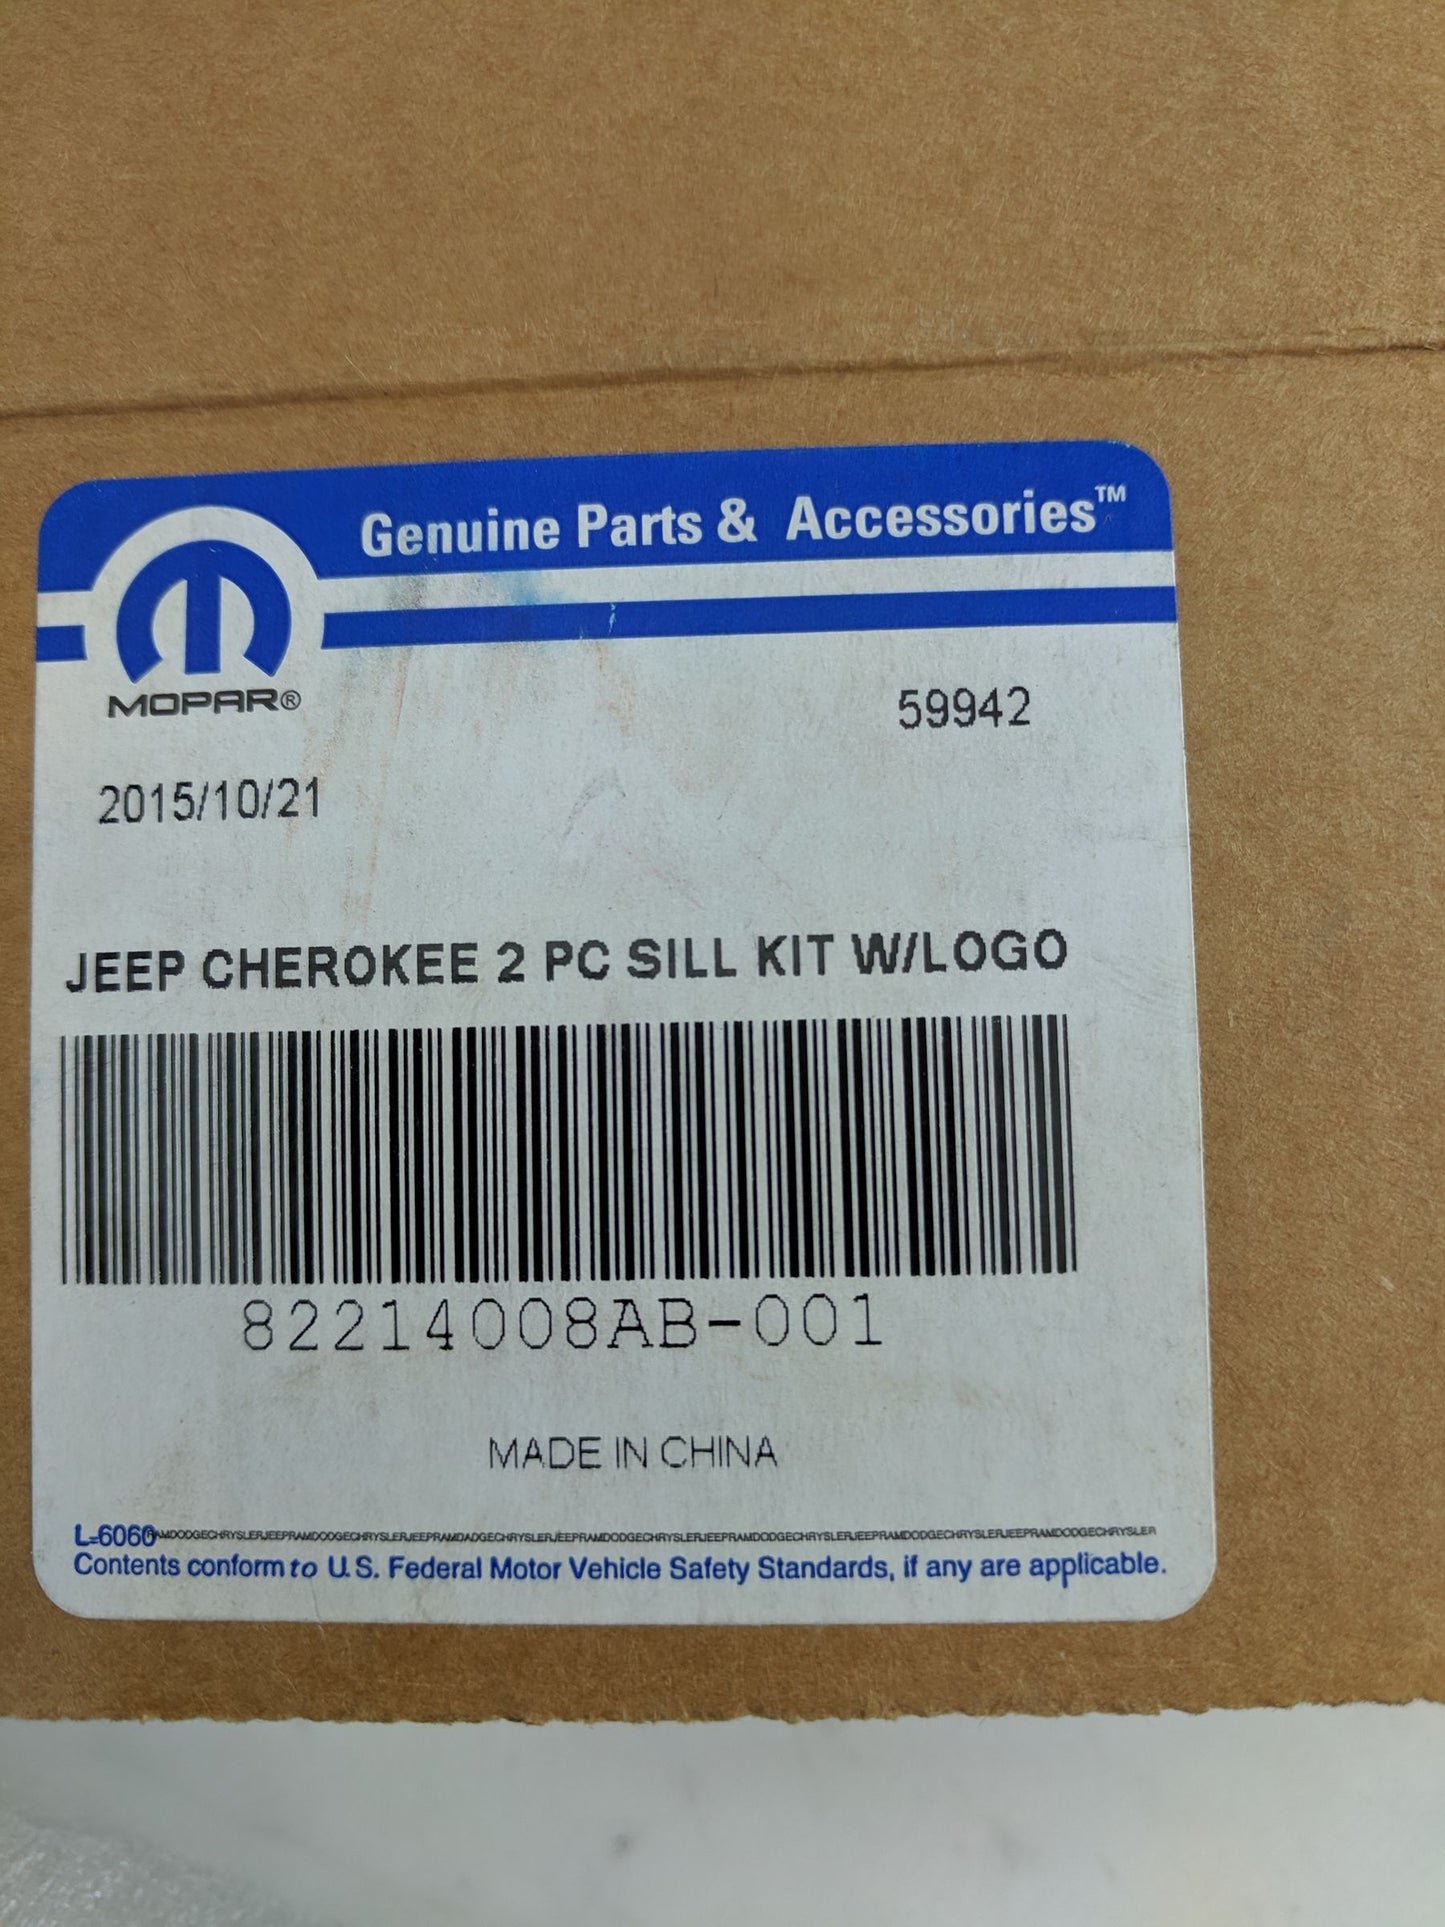 Genuine Parts & Accessories™
MOPAR®
59942
2015/10/21
JEEP CHEROKEE 2 PC SILL KIT W/LOGO
82214008AB-001
MADE IN CHINA
L-6060 RAMDODGECHRYSLERJEEPRAMDODGECHRYSLERJEEPRAMDADGECHRYSLERJEEPRAMDODGECHRYSLERJEEPRAMDODGECHRYSLERJEEPRAMDODGECHRYSLERJEEPRAMDODGECHRYSLER
Contents conform to U.S. Federal Motor Vehicle Safety Standards, if any are applicable.